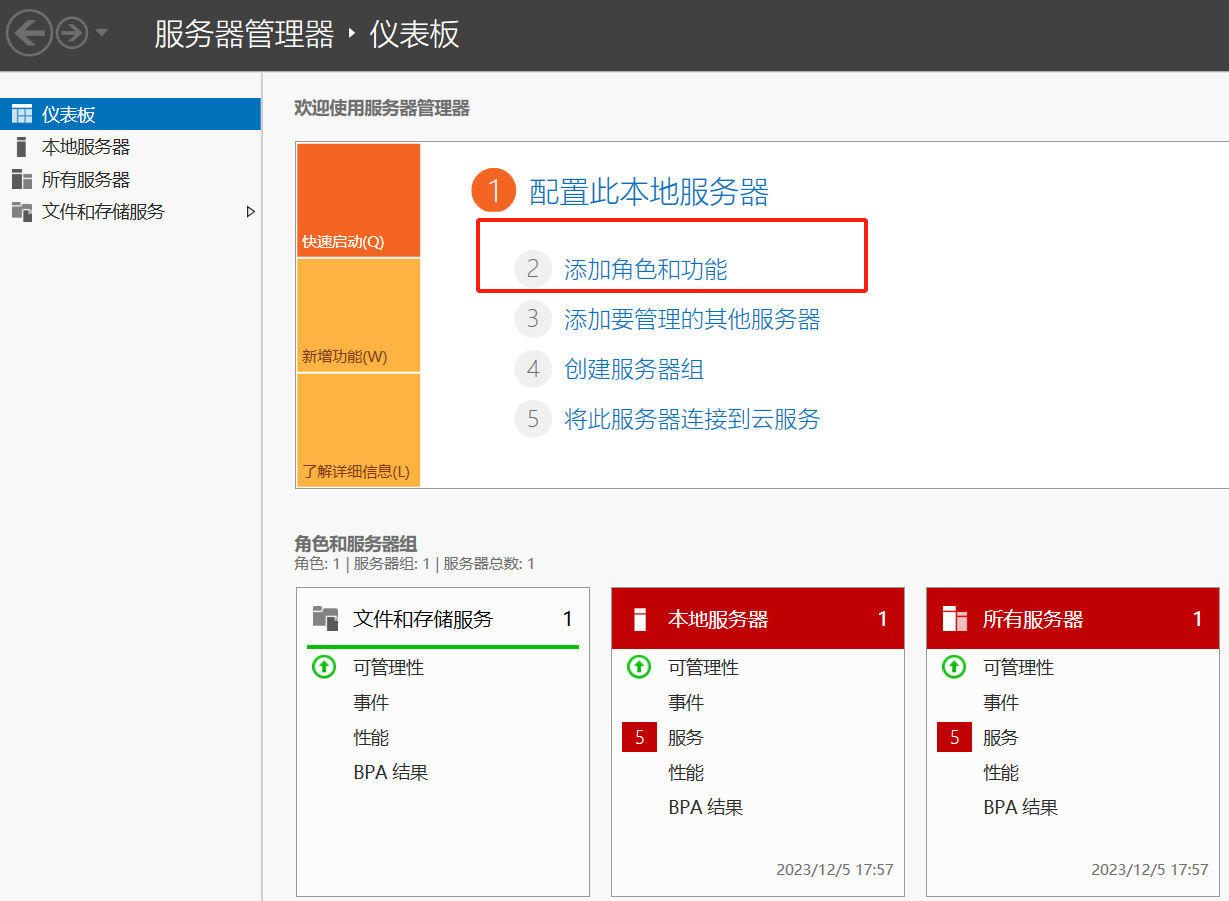 服务器管理器 ‣ 仪表板
仪表板
本地服务器
所有服务器
文件和存储服务
欢迎使用服务器管理器
快速启动(Q)
新增功能(W)
了解详细信息(L)
1 配置此本地服务器
2 添加角色和功能
3 添加要管理的其他服务器
4 创建服务器组
5 将此服务器连接到云服务
角色和服务器组
角色: 1 | 服务器组: 1 | 服务器总数: 1
文件和存储服务 1
可管理性
事件
性能
BPA 结果
本地服务器 1
可管理性
事件
5 服务
性能
BPA 结果
2023/12/5 17:57
所有服务器 1
可管理性
事件
5 服务
性能
BPA 结果
2023/12/5 17:57